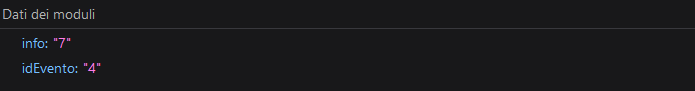 Dati dei moduli
info: "7"
idEvento: "4"